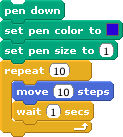 pen down
set pen color to
set pen size to 1
repeat 10
move 10 steps
wait 1 secs